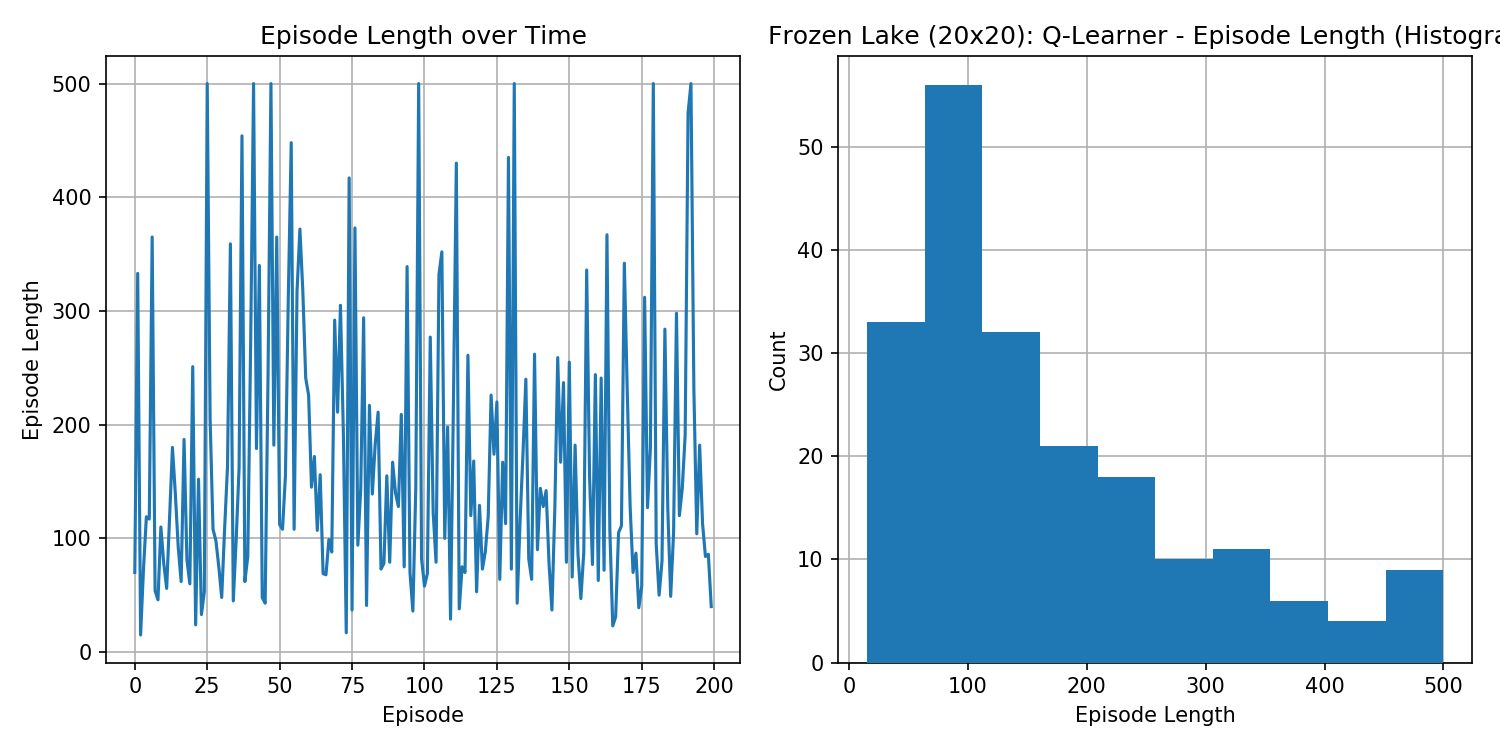 Episode Length over Time
Episode Length
500
400
300
200
100
0
0 25 50 75 100 125 150 175 200
Episode
Frozen Lake (20x20): Q-Learner - Episode Length (Histogra
Count
50
40
30
20
10
0
0 100 200 300 400 500
Episode Length